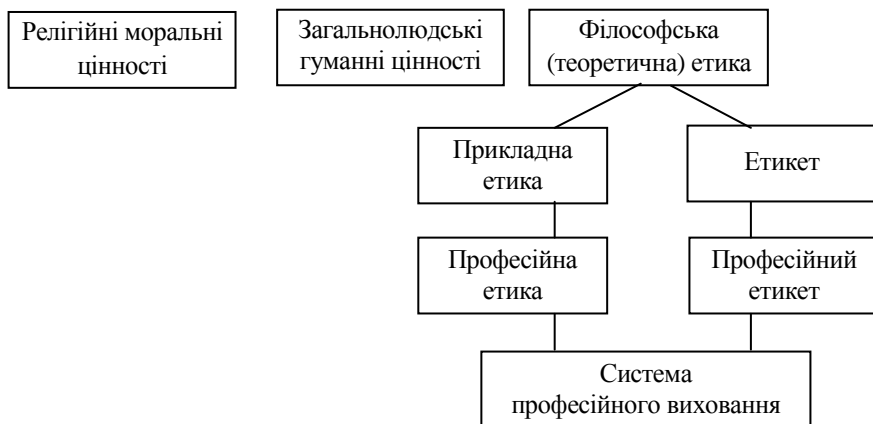 Релігійні моральні
цінності
Загальнолюдські
гуманні цінності
Філософська
(теоретична) етика
Прикладна
етика
Етикет
Професійна
етика
Професійний
етикет
Система
професійного виховання